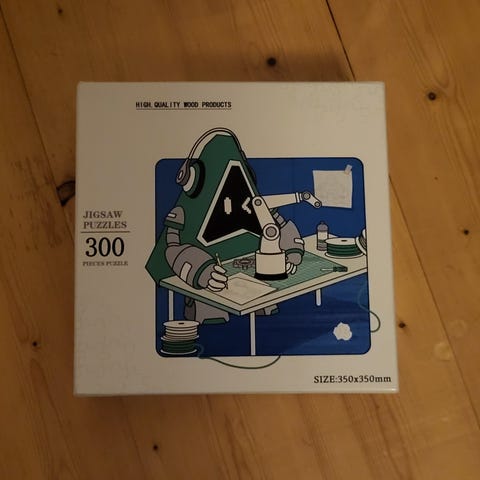 HIGH QUALITY WOOD PRODUCTS
JIGSAW
PUZZLES
300
PIECES PUZZLE
SIZE:350x350mm